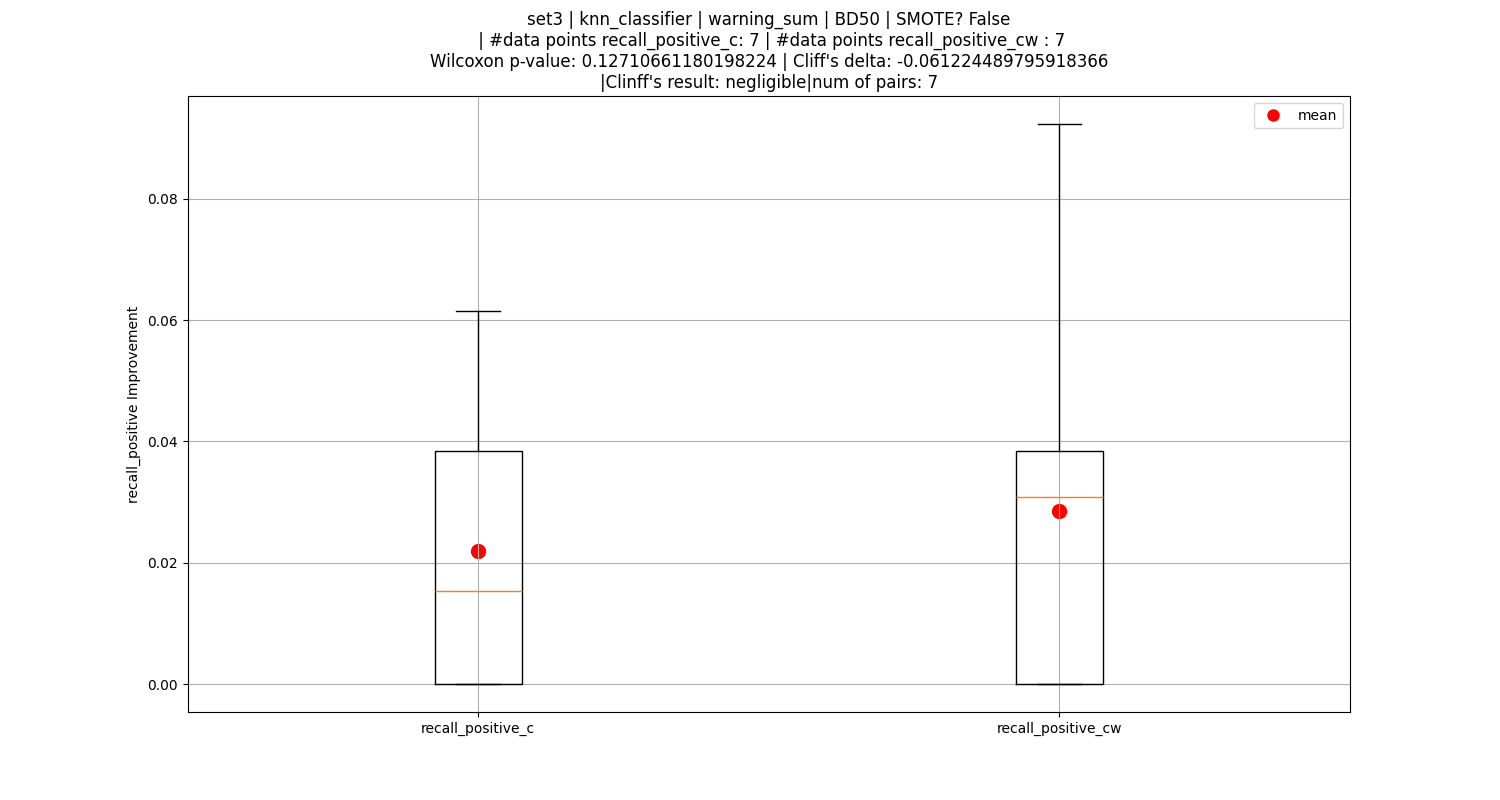 set3 | knn_classifier | warning_sum | BD50 | SMOTE? False
| #data points recall_positive_c: 7 | #data points recall_positive_cw : 7
Wilcoxon p-value: 0.12710661180198224 | Cliff's delta: -0.061224489795918366
|Clinff's result: negligible|num of pairs: 7
mean
recall_positive Improvement
0.08
0.06
0.04
0.02
0.00
recall_positive_c
recall_positive_cw